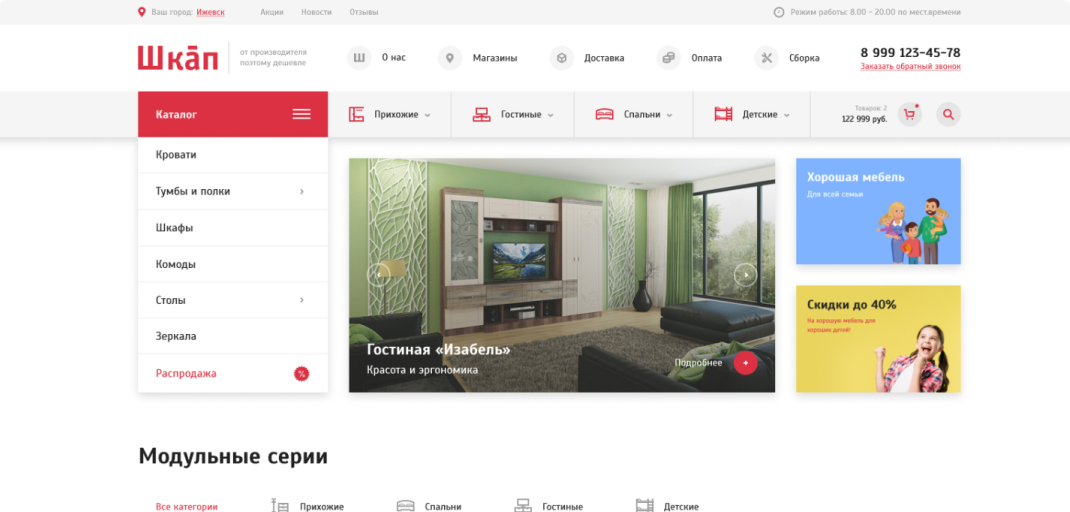 Ваш город: Ижевск
Акции
Новости
Отзывы
Режим работы: 8.00 - 20.00 по мест.времени
Шкāп
от производителя
поэтому дешевле
Ш
О нас
Магазины
Доставка
Оплата
Сборка
8 999 123-45-78
Заказать обратный звонок
Каталог
Прихожие
Гостиные
Спальни
Детские
Товаров: 2
122 999 руб.
Кровати
Тумбы и полки
Шкафы
Комоды
Столы
Зеркала
Распродажа
%
Гостиная «Изабель»
Красота и эргономика
Подробнее
Хорошая мебель
Для всей семьи
Скидки до 40%
На хорошую мебель для
хороших детей!
Модульные серии
Все категории
Прихожие
Спальни
Гостиные
Детские